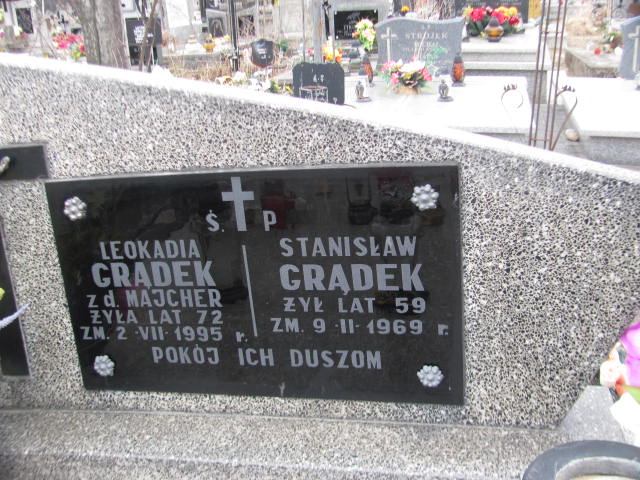 Ś. P
LEOKADIA
GRĄDEK
z d. MAJCHER
ŻYŁA LAT 72
ZM. 2-VII-1995 r.
STANISŁAW
GRĄDEK
ŻYŁ LAT 59
ZM. 9-II-1969 r
POKÓJ ICH DUSZOM